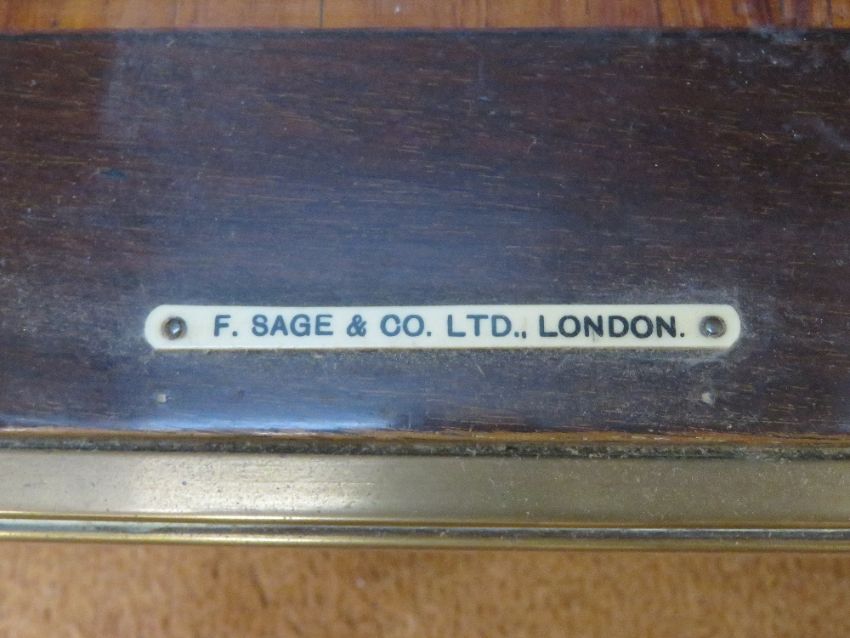 F. SAGE & CO. LTD., LONDON.